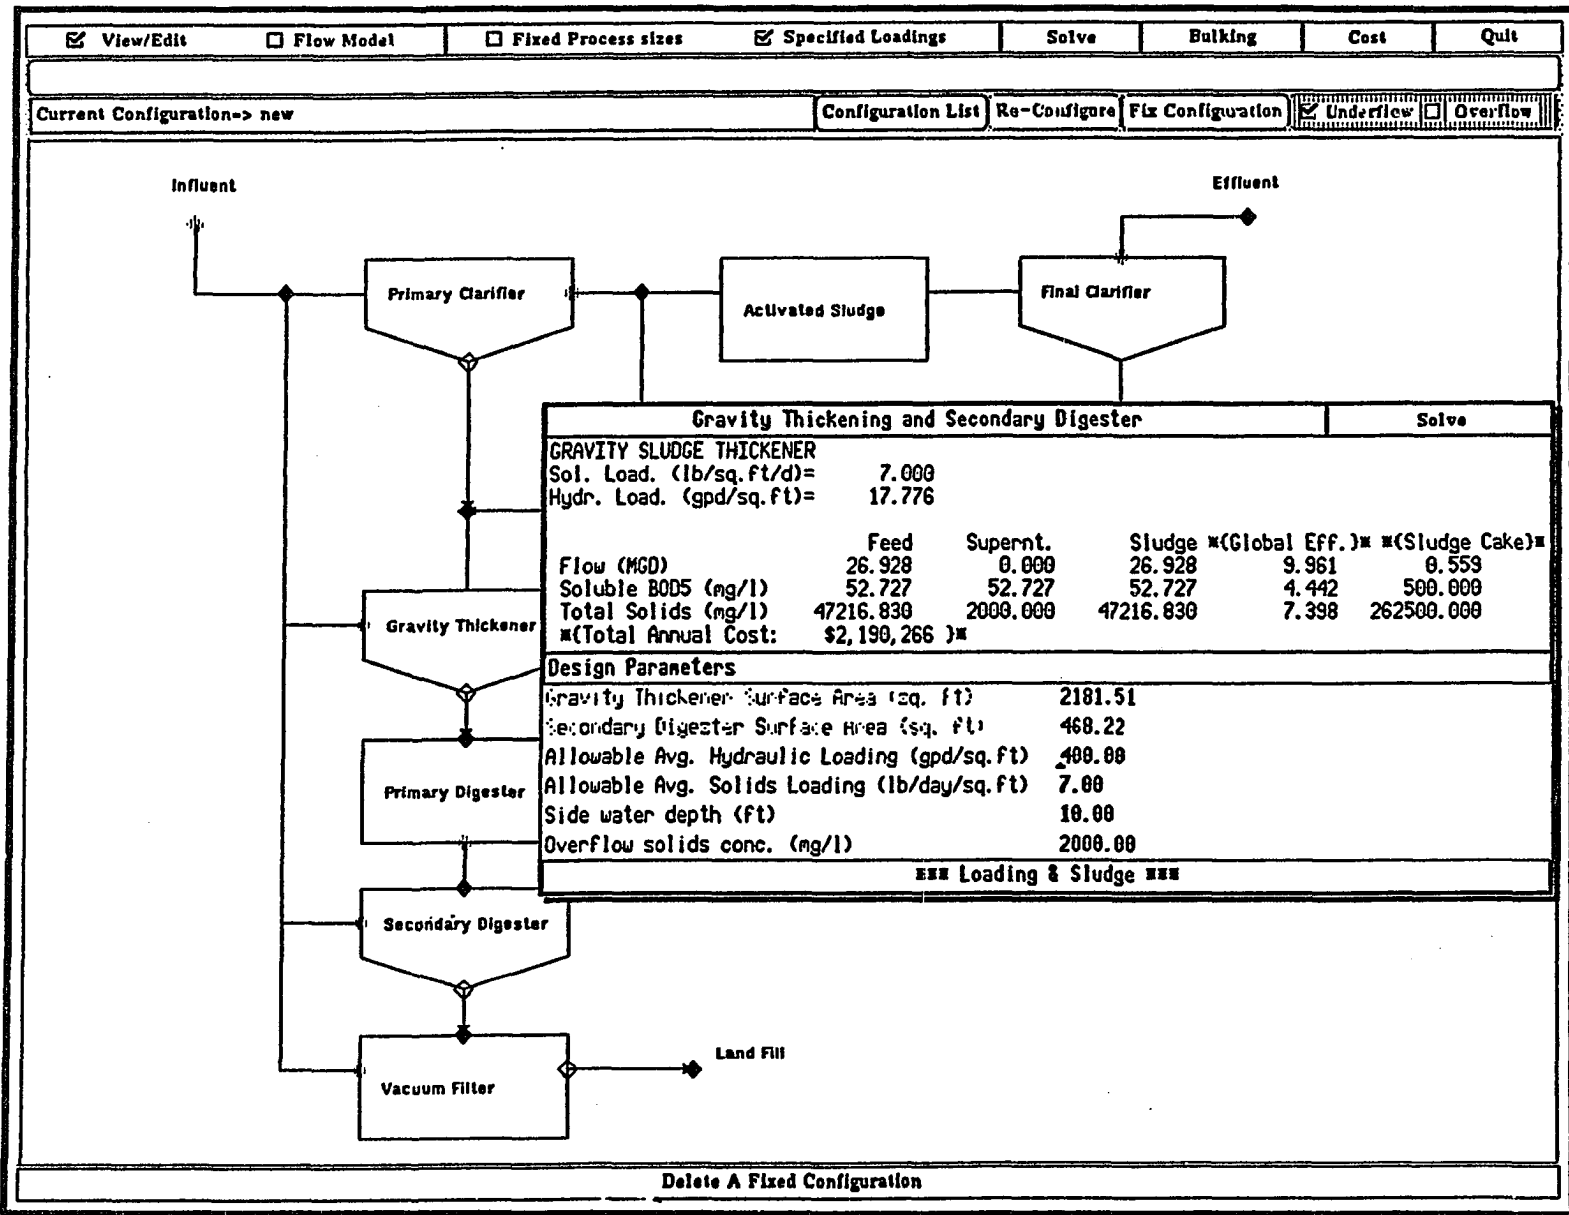 View/Edit Flow Model Fixed Process sizes Specified Loadings Solve Bulking Cost Quit
Current Configuration=> new Configuration List Re-Configure Fix Configuration Underflow Overflow
Influent
Effluent
Primary Clarifier
Activated Sludge
Final Clarifier
Gravity Thickening and Secondary Digester Solve
GRAVITY SLUDGE THICKENER
Sol. Load. (lb/sq.ft/d)= 7.000
Hydr. Load. (gpd/sq.ft)= 17.776
Feed Supernt. Sludge *(Global Eff.)* *(Sludge Cake)*
Flow (MGD) 26.928 0.000 26.928 9.961 0.559
Soluble BOD5 (mg/l) 52.727 52.727 52.727 4.442 500.000
Total Solids (mg/l) 47216.830 2000.000 47216.830 7.398 262500.000
*(Total Annual Cost: $2,190,266 )*
Design Parameters
Gravity Thickener Surface Area (sq. ft) 2181.51
Secondary Digester Surface Area (sq. ft) 468.22
Allowable Avg. Hydraulic Loading (gpd/sq.ft) 400.00
Allowable Avg. Solids Loading (lb/day/sq.ft) 7.00
Side water depth (ft) 10.00
Overflow solids conc. (mg/l) 2000.00
*** Loading & Sludge ***
Gravity Thickener
Primary Digester
Secondary Digester
Vacuum Filter
Land Fill
Delete A Fixed Configuration